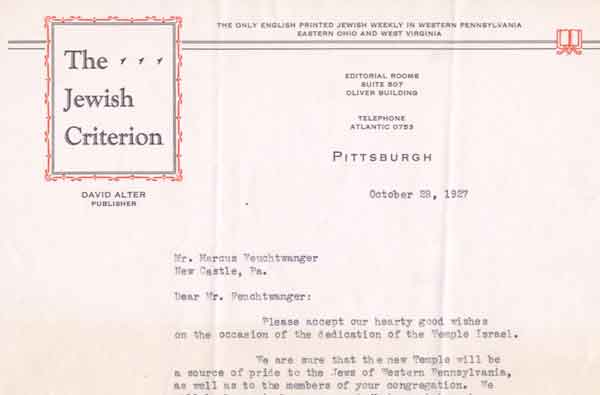 THE ONLY ENGLISH PRINTED JEWISH WEEKLY IN WESTERN PENNSYLVANIA
EASTERN OHIO AND WEST VIRGINIA
The
Jewish
Criterion
DAVID ALTER
PUBLISHER
EDITORIAL ROOMS
SUITE 507
OLIVER BUILDING
TELEPHONE
ATLANTIC 0753
PITTSBURGH
October 28, 1927
Mr. Marcus Feuchtwanger
New Castle, Pa.
Dear Mr. Feuchtwanger:
Please accept our hearty good wishes
on the occasion of the dedication of the Temple Israel.
We are sure that the new Temple will be
a source of pride to the Jews of Western Pennsylvania,
as well as to the members of your congregation. We